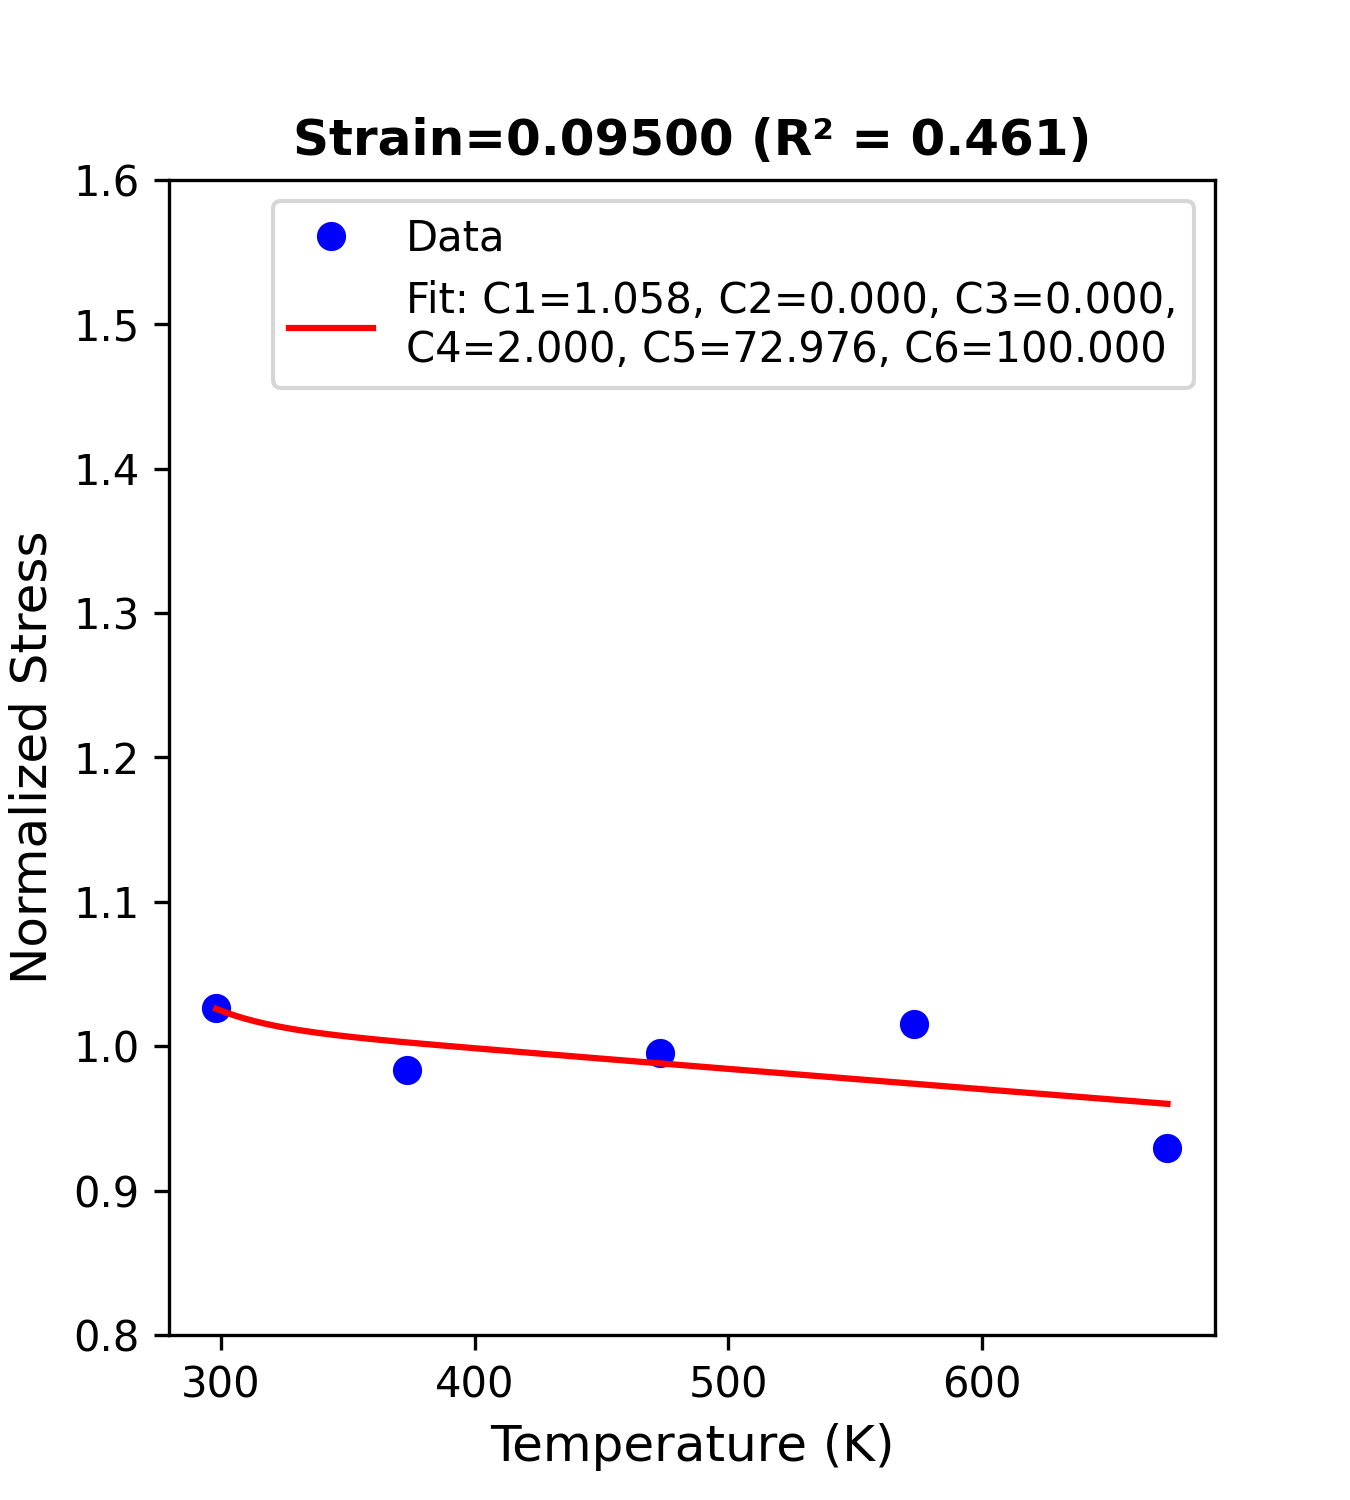 Strain=0.09500 (R² = 0.461)
1.6
1.5
1.4
1.3
1.2
1.1
1.0
0.9
0.8
Data
Fit: C1=1.058, C2=0.000, C3=0.000,
C4=2.000, C5=72.976, C6=100.000
Normalized Stress
300 400 500 600
Temperature (K)